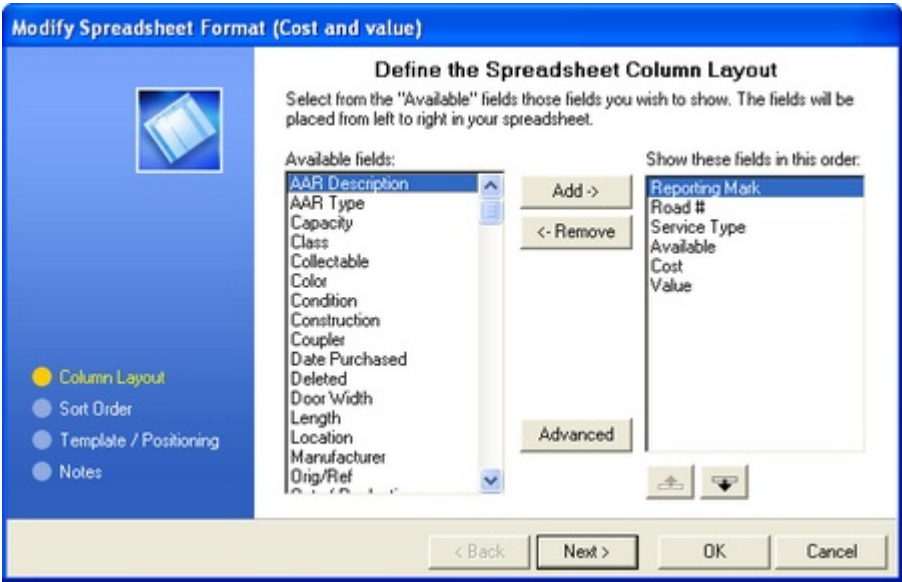 Modify Spreadsheet Format (Cost and value)
Define the Spreadsheet Column Layout
Select from the "Available" fields those fields you wish to show. The fields will be
placed from left to right in your spreadsheet.
Available fields:
AAR Description
AAR Type
Capacity
Class
Collectable
Color
Condition
Construction
Coupler
Date Purchased
Deleted
Door Width
Length
Location
Manufacturer
Orig/Ref
Add ->
<- Remove
Advanced
Show these fields in this order:
Reporting Mark
Road #
Service Type
Available
Cost
Value
Column Layout
Sort Order
Template / Positioning
Notes
< Back
Next >
OK
Cancel